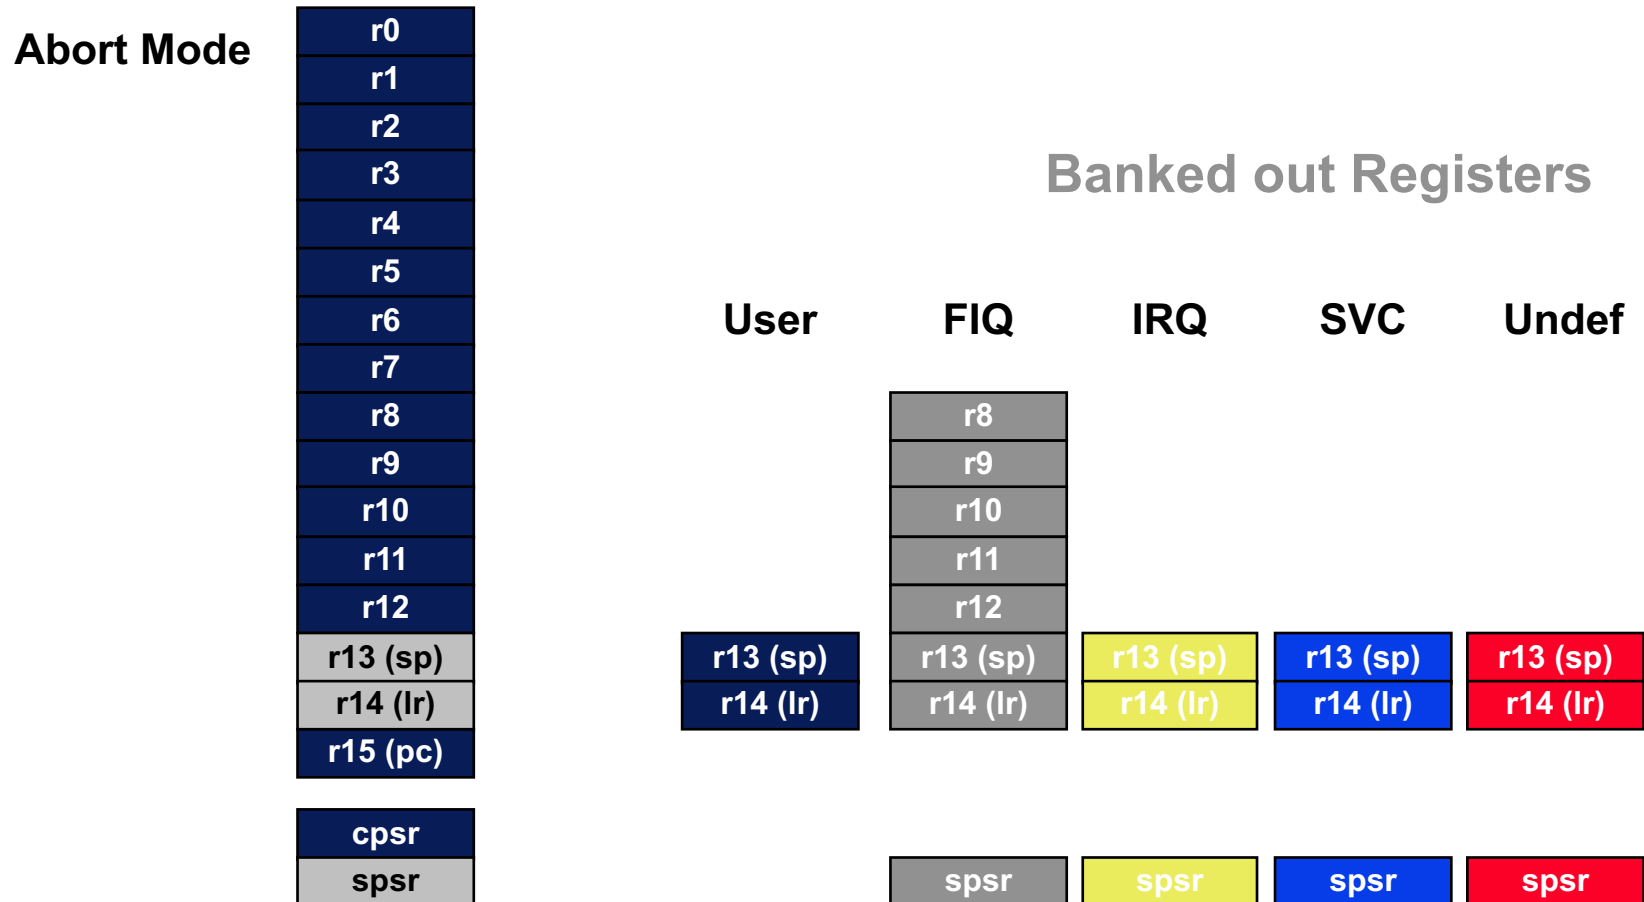 Abort Mode
r0
r1
r2
r3
r4
r5
r6
r7
r8
r9
r10
r11
r12
r13 (sp)
r14 (lr)
r15 (pc)
cpsr
spsr
Banked out Registers
User FIQ IRQ SVC Undef
r8
r9
r10
r11
r12
r13 (sp) r13 (sp) r13 (sp) r13 (sp) r13 (sp)
r14 (lr) r14 (lr) r14 (lr) r14 (lr) r14 (lr)
spsr spsr spsr spsr